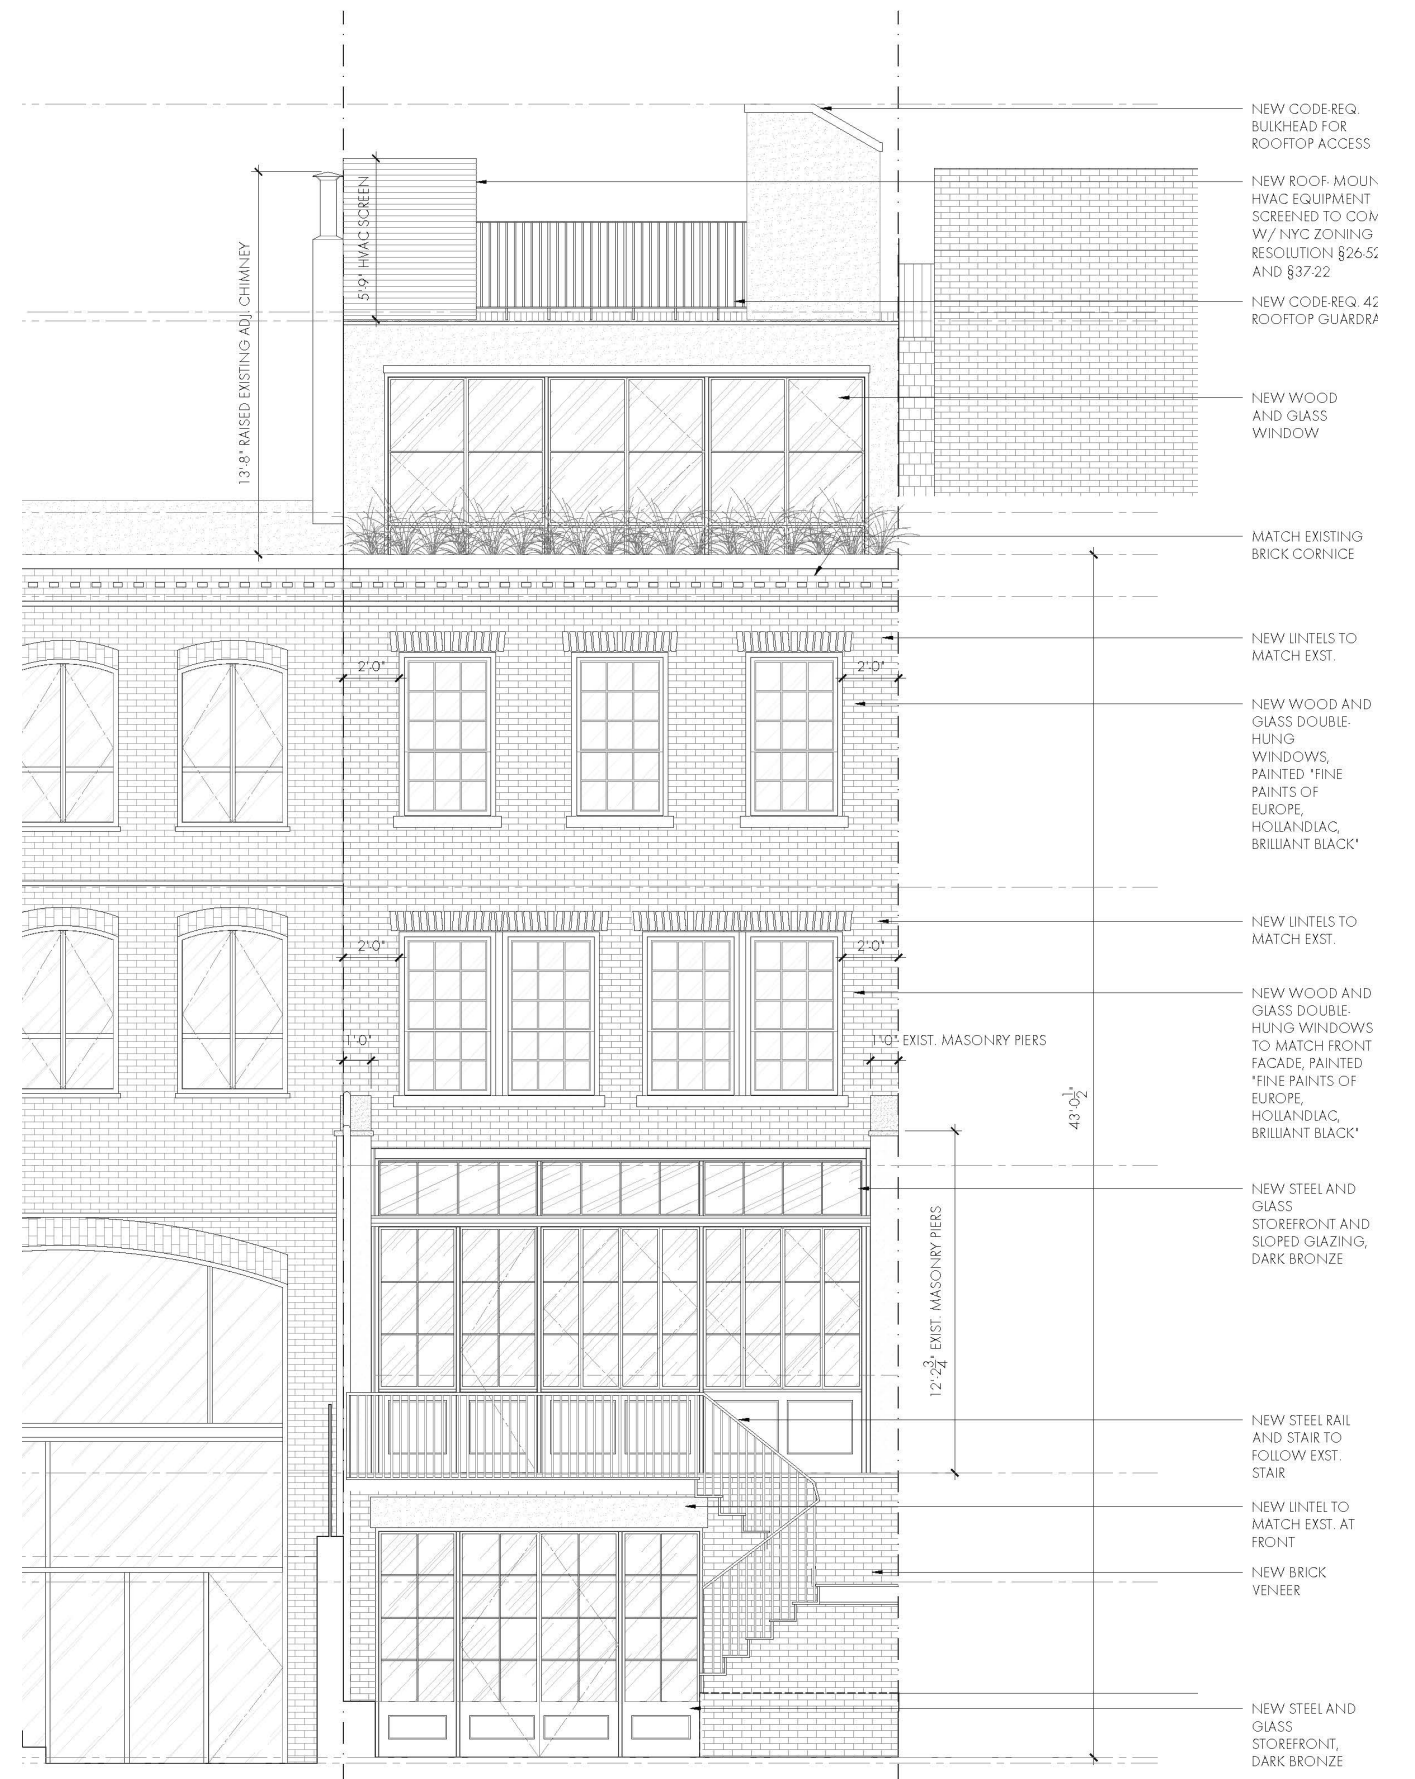 NEW CODE-REQ.
BULKHEAD FOR
ROOFTOP ACCESS
NEW ROOF- MOUN
HVAC EQUIPMENT
SCREENED TO COM
W/ NYC ZONING
RESOLUTION §26-52
AND §37-22
NEW CODE-REQ. 42
ROOFTOP GUARDRA
NEW WOOD
AND GLASS
WINDOW
MATCH EXISTING
BRICK CORNICE
NEW LINTELS TO
MATCH EXST.
NEW WOOD AND
GLASS DOUBLE-
HUNG
WINDOWS,
PAINTED "FINE
PAINTS OF
EUROPE,
HOLLANDLAC,
BRILLIANT BLACK"
NEW LINTELS TO
MATCH EXST.
NEW WOOD AND
GLASS DOUBLE-
HUNG WINDOWS
TO MATCH FRONT
FACADE, PAINTED
"FINE PAINTS OF
EUROPE,
HOLLANDLAC,
BRILLIANT BLACK"
NEW STEEL AND
GLASS
STOREFRONT AND
SLOPED GLAZING,
DARK BRONZE
NEW STEEL RAIL
AND STAIR TO
FOLLOW EXST.
STAIR
NEW LINTEL TO
MATCH EXST. AT
FRONT
NEW BRICK
VENEER
NEW STEEL AND
GLASS
STOREFRONT,
DARK BRONZE
13'-8" RAISED EXISTING ADJ. CHIMNEY
5'-9" HVAC SCREEN
2'-0"
2'-0"
2'-0"
2'-0"
1'-0"
1'-0" EXIST. MASONRY PIERS
12'-2 3/4" EXIST. MASONRY PIERS
43'-0 1/2"